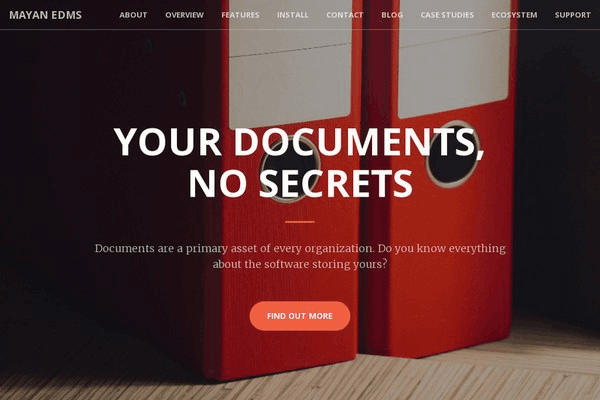 MAYAN EDMS ABOUT OVERVIEW FEATURES INSTALL CONTACT BLOG CASE STUDIES ECOSYSTEM SUPPORT
YOUR DOCUMENTS,
NO SECRETS
Documents are a primary asset of every organization. Do you know everything
about the software storing yours?
FIND OUT MORE